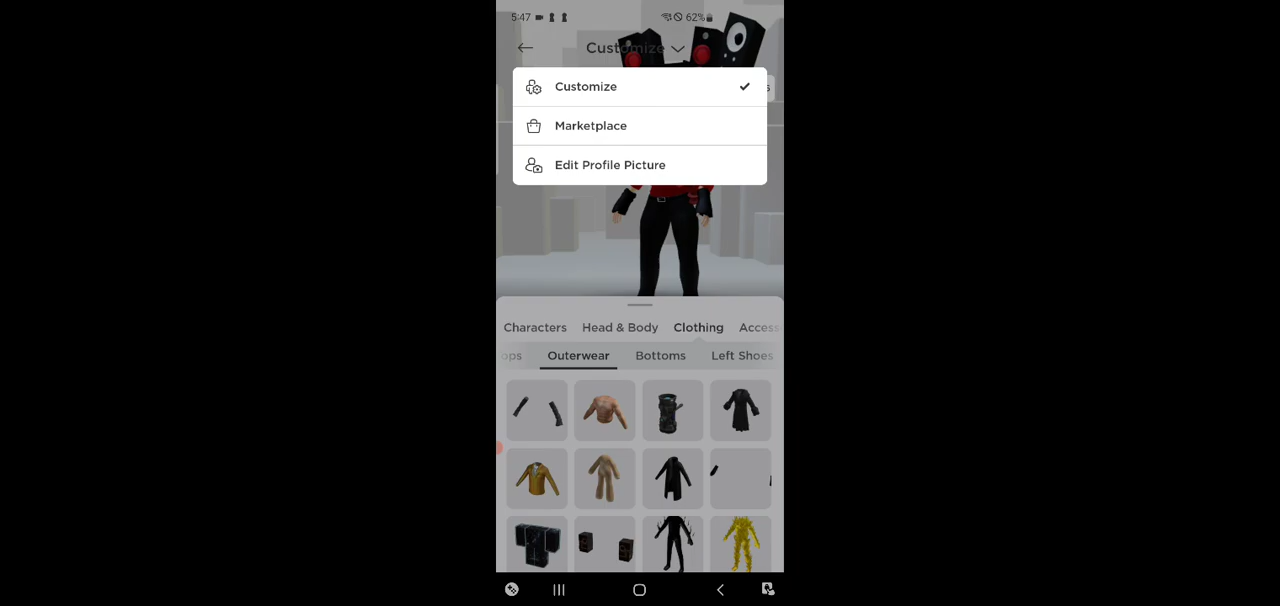 5:47 62%
Customize
Customize
Marketplace
Edit Profile Picture
Characters Head & Body Clothing Access
ops Outerwear Bottoms Left Shoes